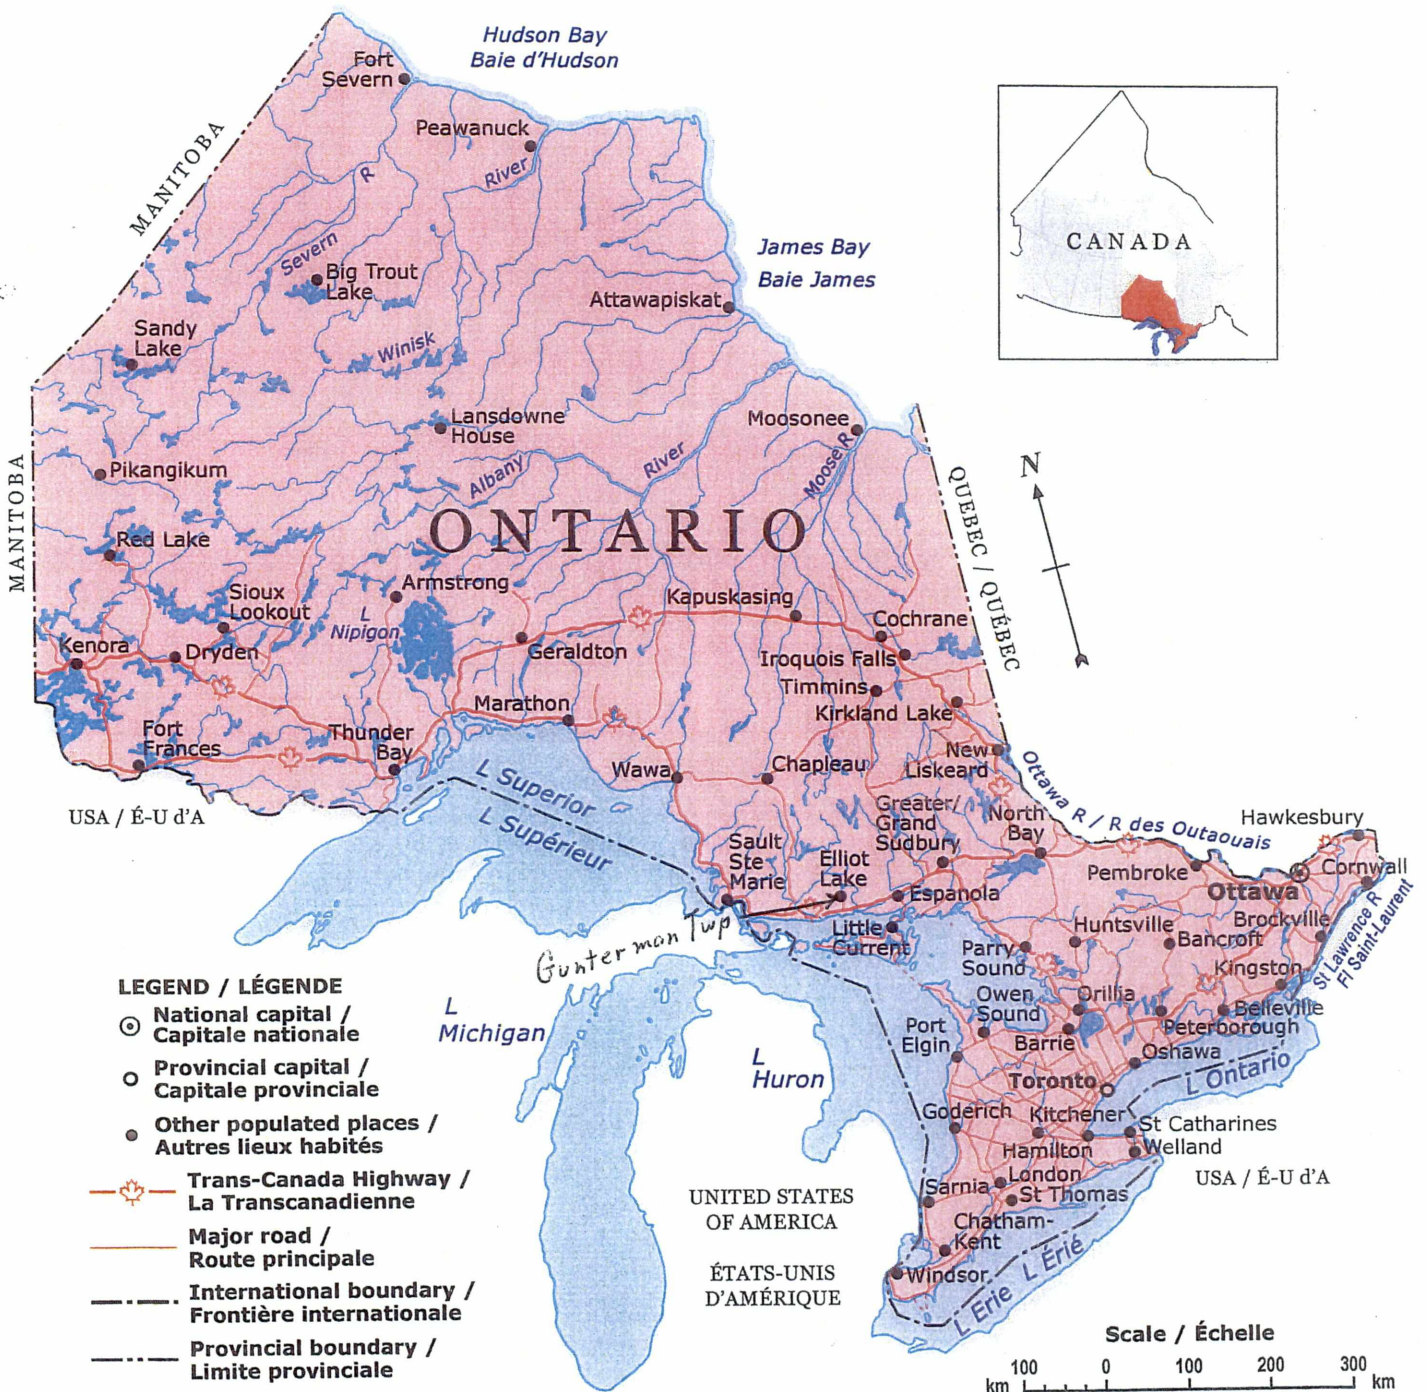 Hudson Bay
Baie d'Hudson
Fort
Severn
Peawanuck
MANITOBA
R
River
Severn
James Bay
Baie James
CANADA
Big Trout
Lake
Attawapiskat
Sandy
Lake
Winisk
Lansdowne
House
Moosonee
Moose R
MANITOBA
Pikangikum
Albany
River
N
QUEBEC / QUÉBEC
ONTARIO
Red Lake
Armstrong
Sioux
Lookout
L
Nipigon
Kapuskasing
Cochrane
Kenora
Dryden
Geraldton
Iroquois Falls
Timmins
Kirkland Lake
Marathon
Fort
Frances
Thunder
Bay
New
Liskeard
Wawa
Chapleau
L Superior
L Supérieur
USA / É-U d'A
Greater/
Grand
Sudbury
North
Bay
Ottawa R / R des Outaouais
Hawkesbury
Sault
Ste
Marie
Elliot
Lake
Espanola
Pembroke
Ottawa
Cornwall
Gunterman Twp
Little
Current
Parry
Sound
Huntsville
Bancroft
Brockville
Kingston
St Lawrence R
Fl Saint-Laurent
LEGEND / LÉGENDE
National capital /
Capitale nationale
Provincial capital /
Capitale provinciale
Other populated places /
Autres lieux habités
Trans-Canada Highway /
La Transcanadienne
Major road /
Route principale
International boundary /
Frontière internationale
Provincial boundary /
Limite provinciale
L
Michigan
L
Huron
Owen
Sound
Orillia
Port
Elgin
Barrie
Peterborough
Belleville
Oshawa
Toronto
L Ontario
Goderich
Kitchener
St Catharines
Hamilton
Welland
London
Sarnia
St Thomas
USA / É-U d'A
UNITED STATES
OF AMERICA
ÉTATS-UNIS
D'AMÉRIQUE
Chatham-
Kent
Windsor
L Érié
L Erie
Scale / Échelle
100 0 100 200 300
km km